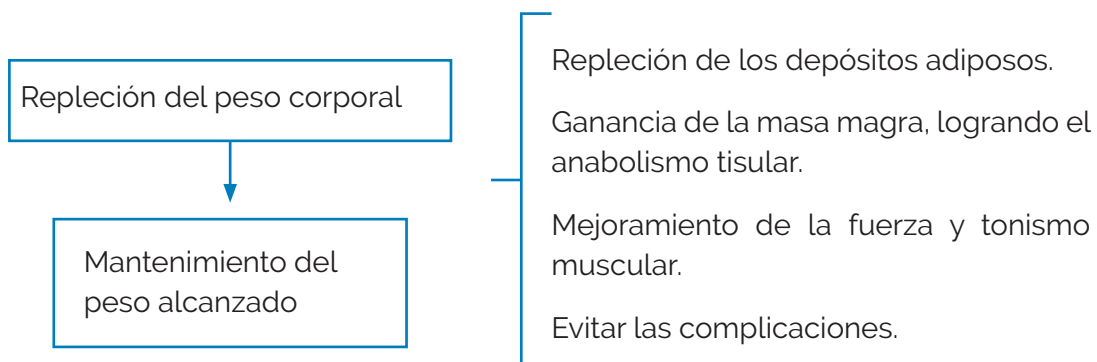 Repleción del peso corporal
Mantenimiento del
peso alcanzado
Repleción de los depósitos adiposos.
Ganancia de la masa magra, logrando el
anabolismo tisular.
Mejoramiento de la fuerza y tonismo
muscular.
Evitar las complicaciones.